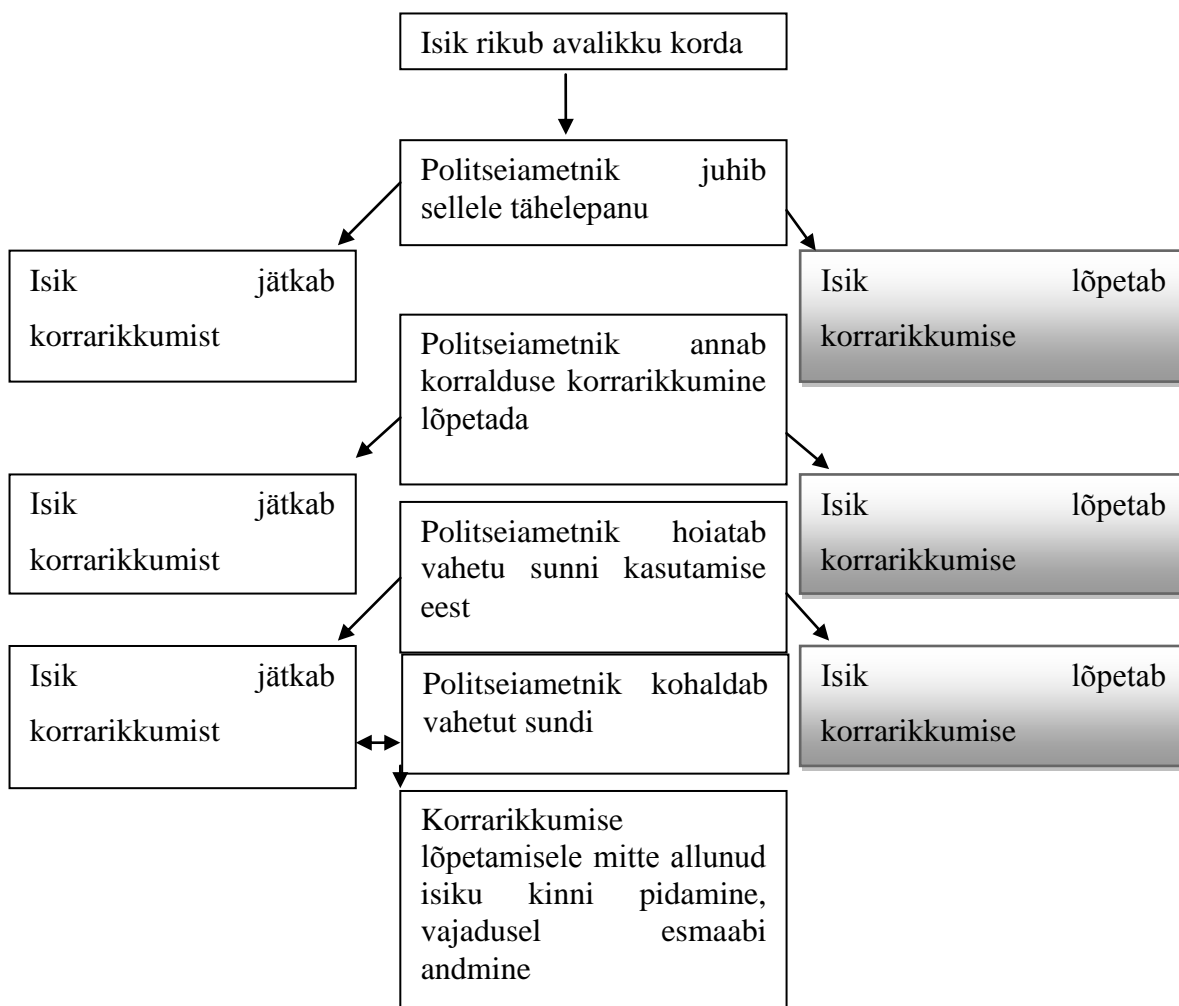 Isik rikub avalikku korda
Politseiametnik juhib
sellele tähelepanu
Isik jätkab
korrarikkumist
Isik lõpetab
korrarikkumise
Politseiametnik annab
korralduse korrarikkumine
lõpetada
Isik jätkab
korrarikkumist
Isik lõpetab
korrarikkumise
Politseiametnik hoiatab
vahetu sunni kasutamise
eest
Isik jätkab
korrarikkumist
Isik lõpetab
korrarikkumise
Politseiametnik kohaldab
vahetut sundi
Korrarikkumise
lõpetamisele mitte allunud
isiku kinni pidamine,
vajadusel esmaabi
andmine